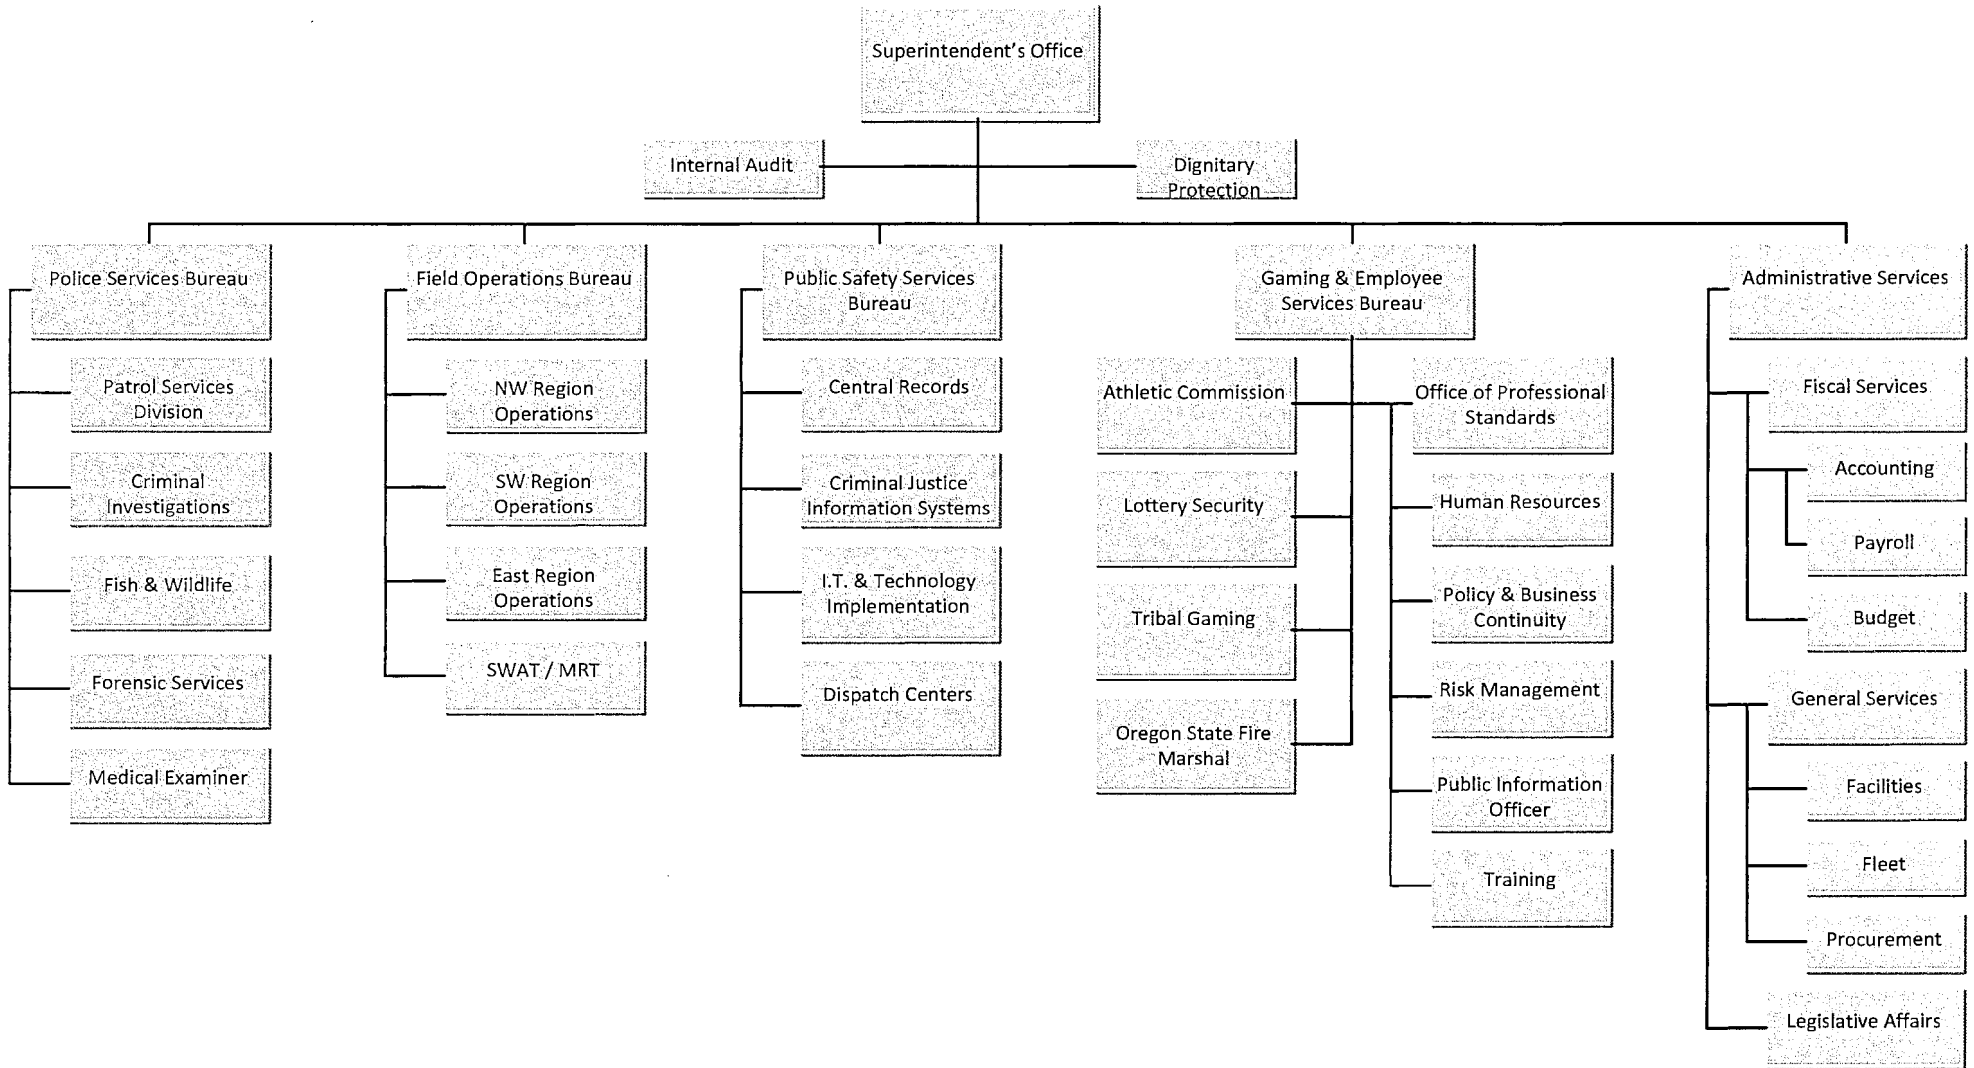 Superintendent's Office
Internal Audit
Dignitary
Protection
Police Services Bureau
Patrol Services
Division
Criminal
Investigations
Fish & Wildlife
Forensic Services
Medical Examiner
Field Operations Bureau
NW Region
Operations
SW Region
Operations
East Region
Operations
SWAT / MRT
Public Safety Services
Bureau
Central Records
Criminal Justice
Information Systems
I.T. & Technology
Implementation
Dispatch Centers
Gaming & Employee
Services Bureau
Athletic Commission
Lottery Security
Tribal Gaming
Oregon State Fire
Marshal
Office of Professional
Standards
Human Resources
Policy & Business
Continuity
Risk Management
Public Information
Officer
Training
Administrative Services
Fiscal Services
Accounting
Payroll
Budget
General Services
Facilities
Fleet
Procurement
Legislative Affairs